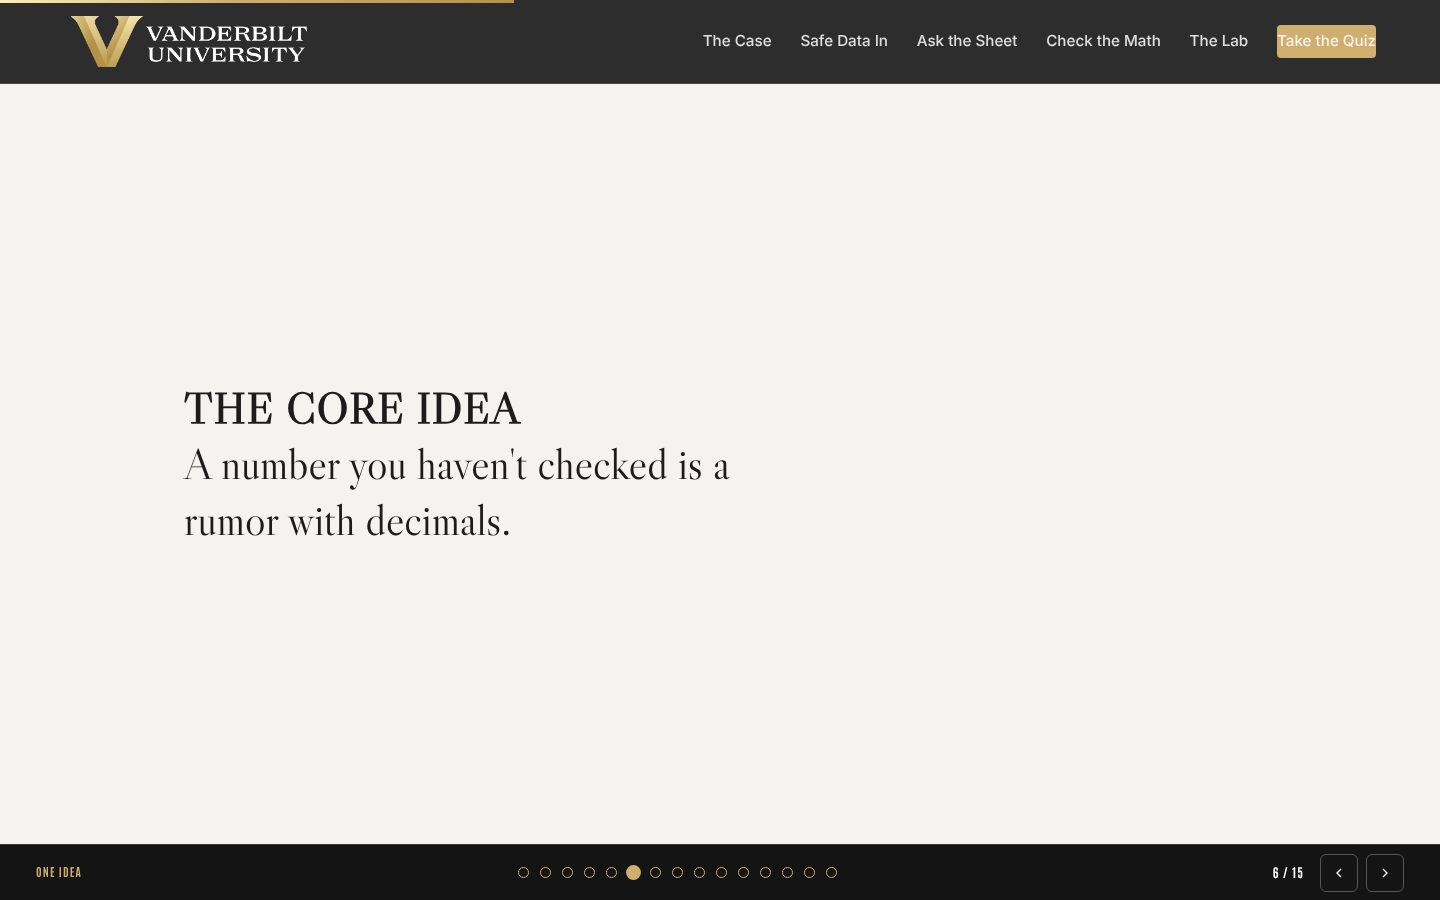 VANDERBILT
UNIVERSITY
The Case
Safe Data In
Ask the Sheet
Check the Math
The Lab
Take the Quiz
THE CORE IDEA
A number you haven't checked is a
rumor with decimals.
ONE IDEA
6 / 15